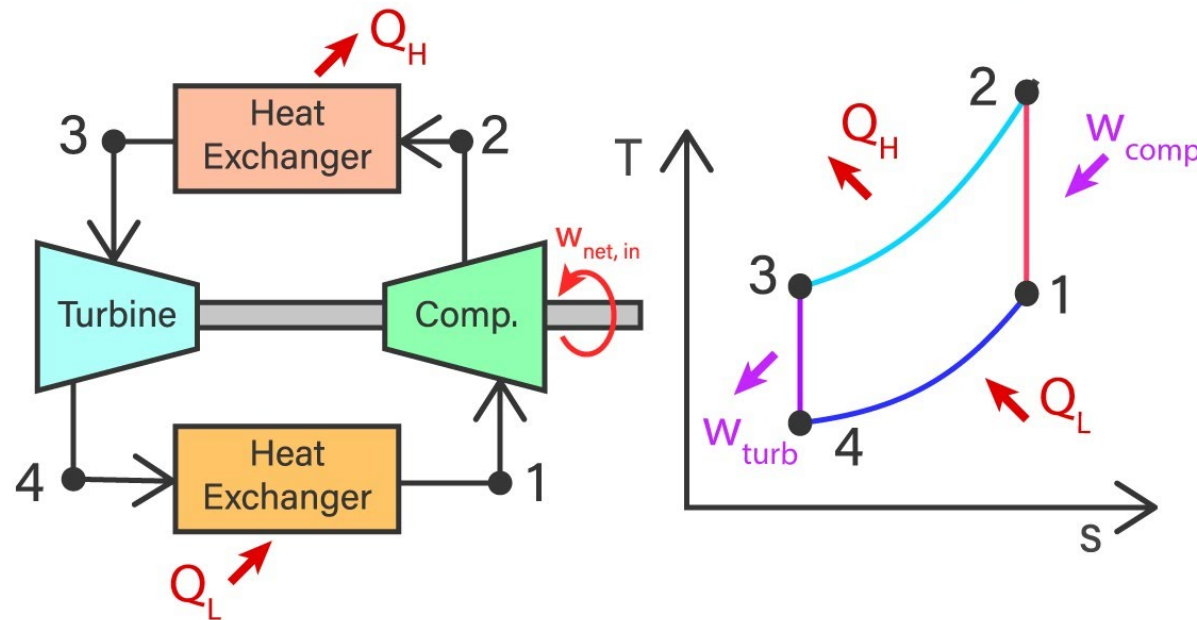 Q_H
Heat
Exchanger
3
2
Turbine
Comp.
w_net, in
4
Heat
Exchanger
1
Q_L
T
2
Q_H
W_comp
3
1
W_turb
4
Q_L
s